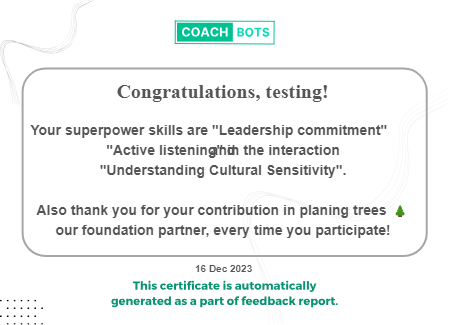 COACH BOTS
Congratulations, testing!
Your superpower skills are "Leadership commitment"
"Active listening" and in the interaction
"Understanding Cultural Sensitivity".
Also thank you for your contribution in planing trees 🌲
our foundation partner, every time you participate!
16 Dec 2023
This certificate is automatically
generated as a part of feedback report.